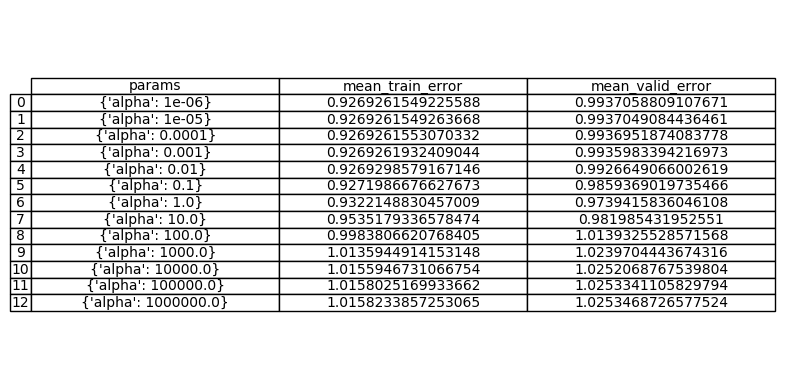 params mean_train_error mean_valid_error
0 {'alpha': 1e-06} 0.9269261549225588 0.9937058809107671
1 {'alpha': 1e-05} 0.9269261549263668 0.9937049084436461
2 {'alpha': 0.0001} 0.9269261553070332 0.9936951874083778
3 {'alpha': 0.001} 0.9269261932409044 0.9935983394216973
4 {'alpha': 0.01} 0.9269298579167146 0.9926649066002619
5 {'alpha': 0.1} 0.9271986676627673 0.9859369019735466
6 {'alpha': 1.0} 0.9322148830457009 0.9739415836046108
7 {'alpha': 10.0} 0.9535179336578474 0.981985431952551
8 {'alpha': 100.0} 0.9983806620768405 1.0139325528571568
9 {'alpha': 1000.0} 1.0135944914153148 1.0239704443674316
10 {'alpha': 10000.0} 1.0155946731066754 1.0252068767539804
11 {'alpha': 100000.0} 1.0158025169933662 1.0253341105829794
12 {'alpha': 1000000.0} 1.0158233857253065 1.0253468726577524